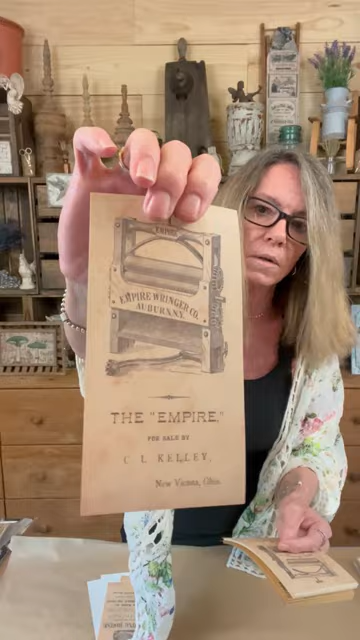 EMPIRE
EMPIRE WRINGER CO.
AUBURN.N.Y.
THE "EMPIRE,"
FOR SALE BY
C. L. KELLEY,
New Vienna, Ohio.